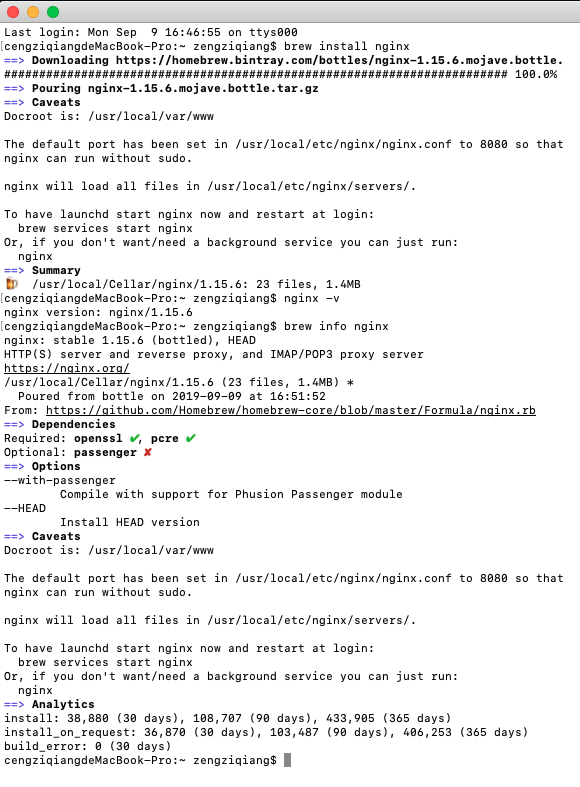 Last login: Mon Sep  9 16:46:55 on ttys000
[cengziqiangdeMacBook-Pro:~ zengziqiang$ brew install nginx
==> Downloading https://homebrew.bintray.com/bottles/nginx-1.15.6.mojave.bottle.
######################################################################## 100.0%
==> Pouring nginx-1.15.6.mojave.bottle.tar.gz
==> Caveats
Docroot is: /usr/local/var/www

The default port has been set in /usr/local/etc/nginx/nginx.conf to 8080 so that
nginx can run without sudo.

nginx will load all files in /usr/local/etc/nginx/servers/.

To have launchd start nginx now and restart at login:
  brew services start nginx
Or, if you don't want/need a background service you can just run:
  nginx
==> Summary
🍺  /usr/local/Cellar/nginx/1.15.6: 23 files, 1.4MB
[cengziqiangdeMacBook-Pro:~ zengziqiang$ nginx -v
nginx version: nginx/1.15.6
[cengziqiangdeMacBook-Pro:~ zengziqiang$ brew info nginx
nginx: stable 1.15.6 (bottled), HEAD
HTTP(S) server and reverse proxy, and IMAP/POP3 proxy server
https://nginx.org/
/usr/local/Cellar/nginx/1.15.6 (23 files, 1.4MB) *
  Poured from bottle on 2019-09-09 at 16:51:52
From: https://github.com/Homebrew/homebrew-core/blob/master/Formula/nginx.rb
==> Dependencies
Required: openssl ✔, pcre ✔
Optional: passenger ✘
==> Options
--with-passenger
        Compile with support for Phusion Passenger module
--HEAD
        Install HEAD version
==> Caveats
Docroot is: /usr/local/var/www

The default port has been set in /usr/local/etc/nginx/nginx.conf to 8080 so that
nginx can run without sudo.

nginx will load all files in /usr/local/etc/nginx/servers/.

To have launchd start nginx now and restart at login:
  brew services start nginx
Or, if you don't want/need a background service you can just run:
  nginx
==> Analytics
install: 38,880 (30 days), 108,707 (90 days), 433,905 (365 days)
install_on_request: 36,870 (30 days), 103,487 (90 days), 406,253 (365 days)
build_error: 0 (30 days)
cengziqiangdeMacBook-Pro:~ zengziqiang$